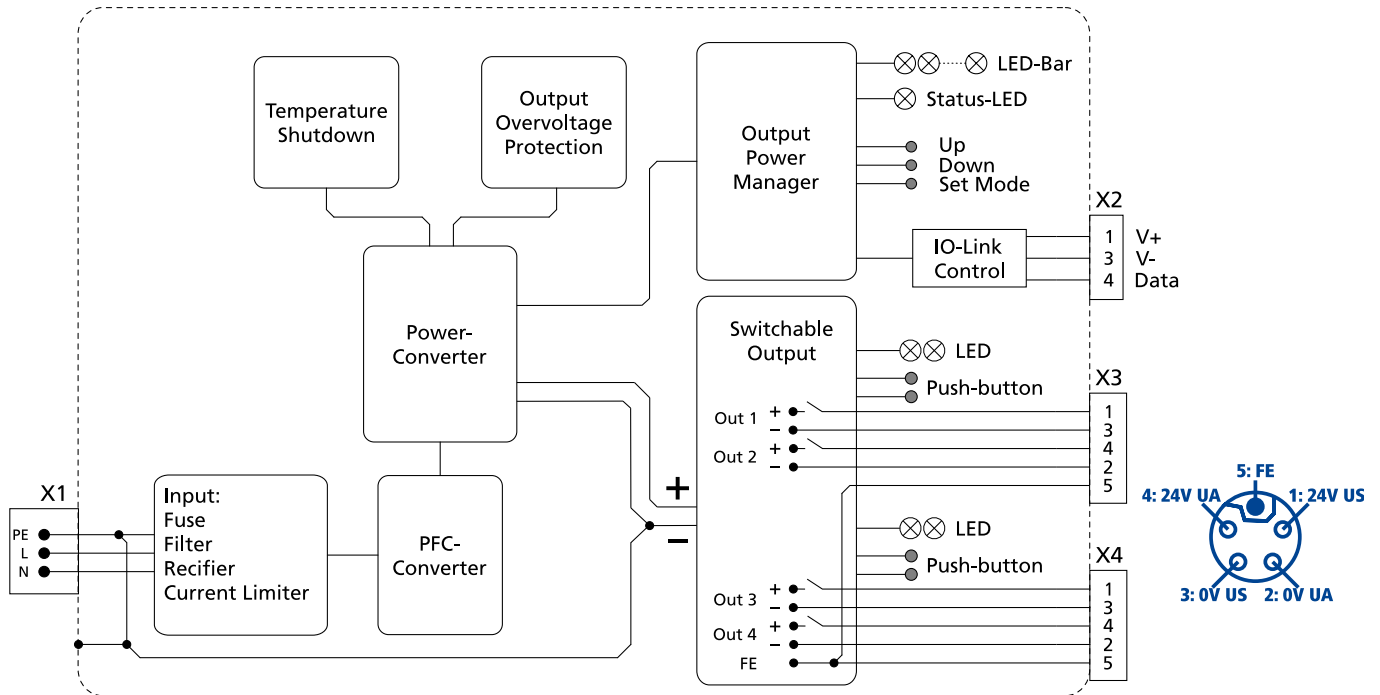 Temperature
Shutdown
Output
Overvoltage
Protection
Output
Power
Manager
LED-Bar
Status-LED
Up
Down
Set Mode
IO-Link
Control
X2
1 V+
3 V-
4 Data
Power-
Converter
Switchable
Output
LED
Push-button
Out 1 +
−
Out 2 +
−
X3
1
3
4
2
5
X1
PE
L
N
Input:
Fuse
Filter
Rectifier
Current Limiter
PFC-
Converter
+
−
LED
Push-button
Out 3 +
−
Out 4 +
−
FE
X4
1
3
4
2
5
5: FE
4: 24V UA 1: 24V US
3: 0V US 2: 0V UA